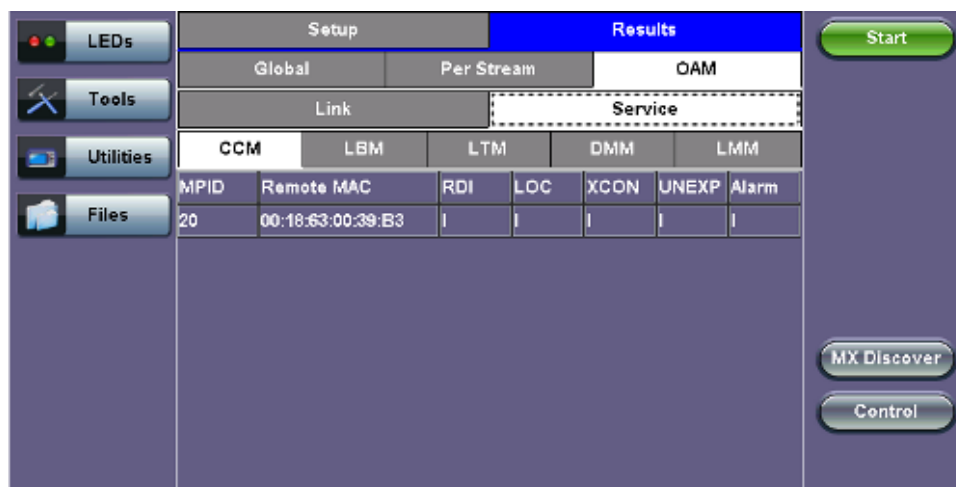 LEDs
Tools
Utilities
Files
Setup Results
Global Per Stream OAM
Link Service
CCM LBM LTM DMM LMM
MPID Remote MAC RDI LOC XCON UNEXP Alarm
20 00:18:63:00:39:B3 I I I I I
Start
MX Discover
Control